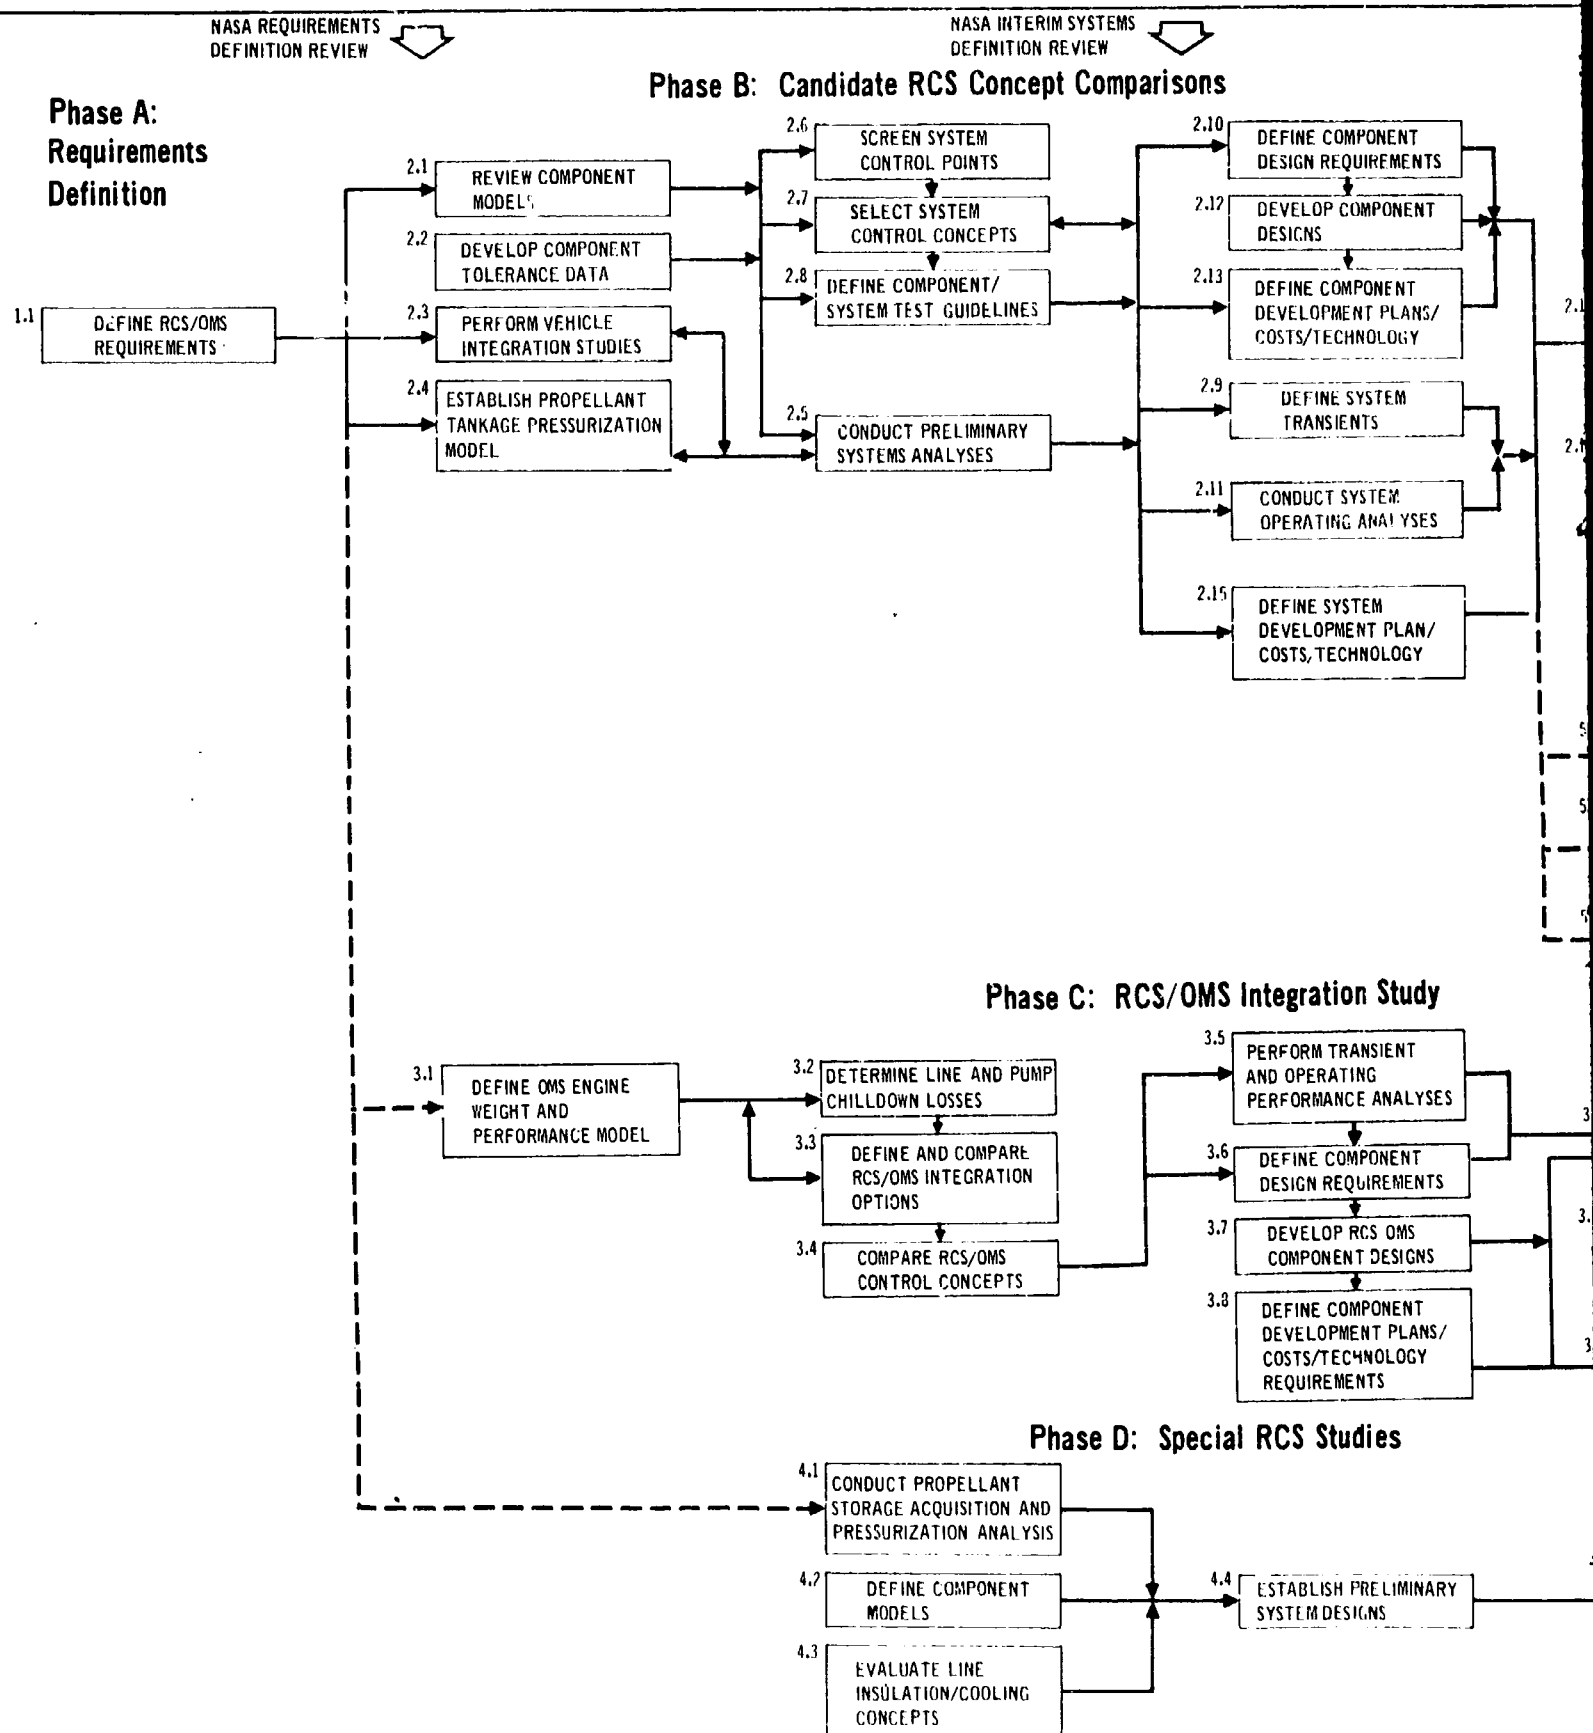 NASA REQUIREMENTS
DEFINITION REVIEW
NASA INTERIM SYSTEMS
DEFINITION REVIEW
Phase B: Candidate RCS Concept Comparisons
Phase A:
Requirements
Definition
1.1
DEFINE RCS/OMS
REQUIREMENTS
2.1
REVIEW COMPONENT
MODELS
2.2
DEVELOP COMPONENT
TOLERANCE DATA
2.3
PERFORM VEHICLE
INTEGRATION STUDIES
2.4
ESTABLISH PROPELLANT
TANKAGE PRESSURIZATION
MODEL
2.6
SCREEN SYSTEM
CONTROL POINTS
2.7
SELECT SYSTEM
CONTROL CONCEPTS
2.8
DEFINE COMPONENT/
SYSTEM TEST GUIDELINES
2.5
CONDUCT PRELIMINARY
SYSTEMS ANALYSES
2.10
DEFINE COMPONENT
DESIGN REQUIREMENTS
2.12
DEVELOP COMPONENT
DESIGNS
2.13
DEFINE COMPONENT
DEVELOPMENT PLANS/
COSTS/TECHNOLOGY
2.9
DEFINE SYSTEM
TRANSIENTS
2.11
CONDUCT SYSTEM
OPERATING ANALYSES
2.15
DEFINE SYSTEM
DEVELOPMENT PLAN/
COSTS/TECHNOLOGY
Phase C: RCS/OMS Integration Study
3.1
DEFINE OMS ENGINE
WEIGHT AND
PERFORMANCE MODEL
3.2
DETERMINE LINE AND PUMP
CHILLDOWN LOSSES
3.3
DEFINE AND COMPARE
RCS/OMS INTEGRATION
OPTIONS
3.4
COMPARE RCS/OMS
CONTROL CONCEPTS
3.5
PERFORM TRANSIENT
AND OPERATING
PERFORMANCE ANALYSES
3.6
DEFINE COMPONENT
DESIGN REQUIREMENTS
3.7
DEVELOP RCS OMS
COMPONENT DESIGNS
3.8
DEFINE COMPONENT
DEVELOPMENT PLANS/
COSTS/TECHNOLOGY
REQUIREMENTS
Phase D: Special RCS Studies
4.1
CONDUCT PROPELLANT
STORAGE ACQUISITION AND
PRESSURIZATION ANALYSIS
4.2
DEFINE COMPONENT
MODELS
4.3
EVALUATE LINE
INSULATION/COOLING
CONCEPTS
4.4
ESTABLISH PRELIMINARY
SYSTEM DESIGNS